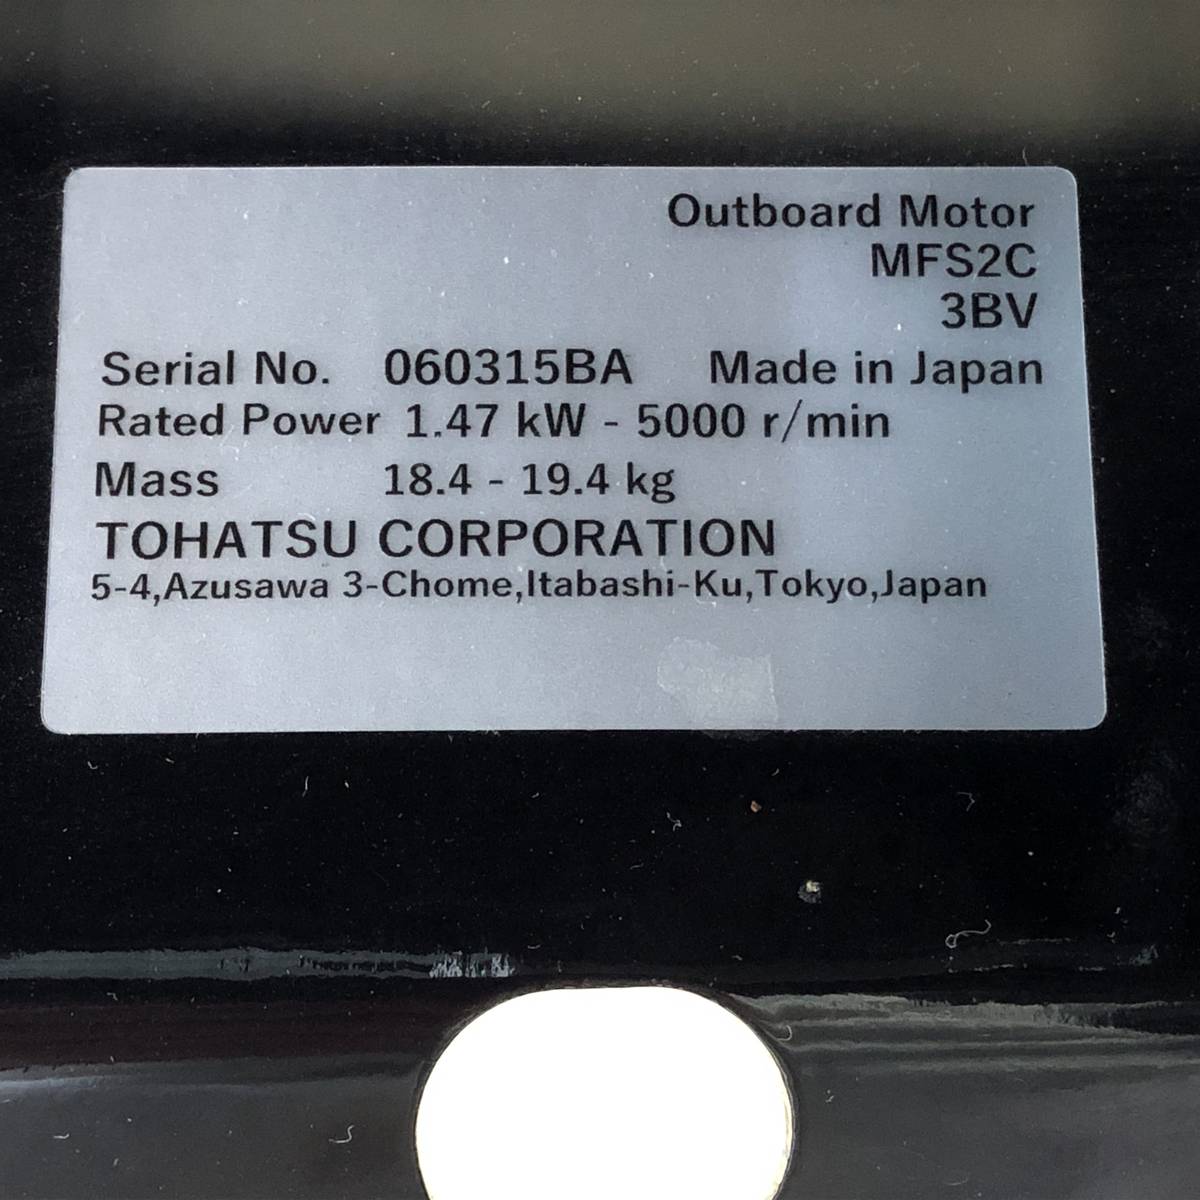 Outboard Motor
MFS2C
3BV
Serial No. 060315BA Made in Japan
Rated Power 1.47 kW - 5000 r/min
Mass 18.4 - 19.4 kg
TOHATSU CORPORATION
5-4,Azusawa 3-Chome,Itabashi-Ku,Tokyo,Japan